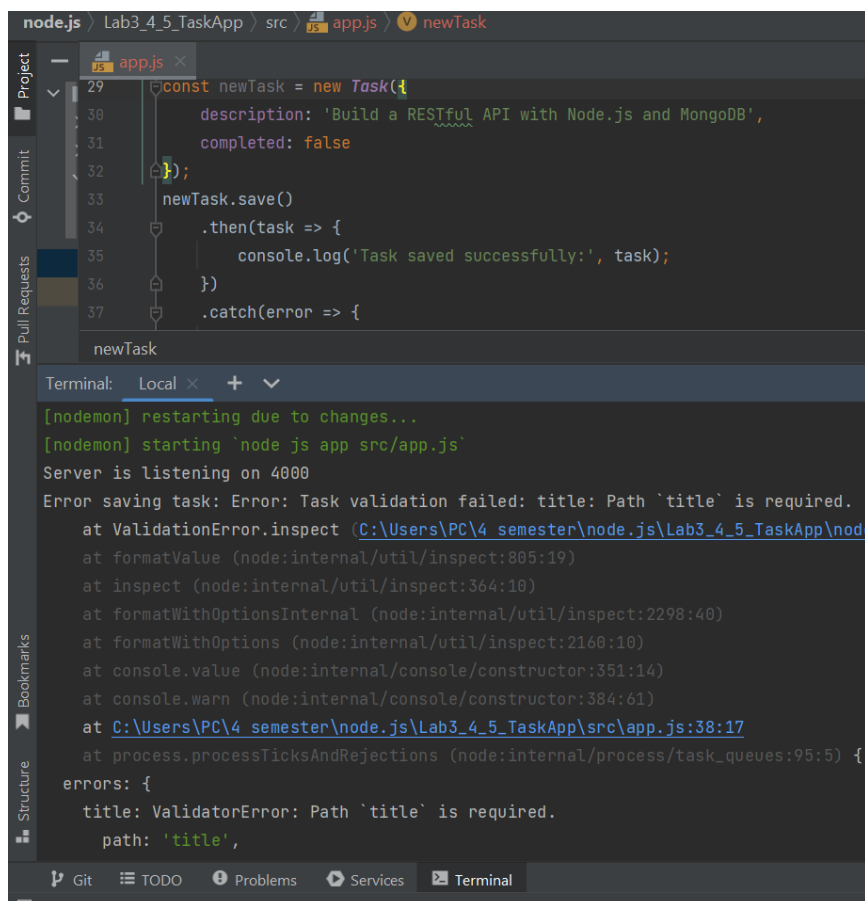 node.js > Lab3_4_5_TaskApp > src > app.js > newTask
app.js
29 const newTask = new Task({
30 description: 'Build a RESTful API with Node.js and MongoDB',
31 completed: false
32 });
33 newTask.save()
34 .then(task => {
35 console.log('Task saved successfully:', task);
36 })
37 .catch(error => {
newTask
Project
Commit
Pull Requests
Bookmarks
Structure
Terminal: Local
[nodemon] restarting due to changes...
[nodemon] starting `node js app src/app.js`
Server is listening on 4000
Error saving task: Error: Task validation failed: title: Path `title` is required.
at ValidationError.inspect (C:\Users\PC\4 semester\node.js\Lab3_4_5_TaskApp\nod
at formatValue (node:internal/util/inspect:805:19)
at inspect (node:internal/util/inspect:364:10)
at formatWithOptionsInternal (node:internal/util/inspect:2298:40)
at formatWithOptions (node:internal/util/inspect:2160:10)
at console.value (node:internal/console/constructor:351:14)
at console.warn (node:internal/console/constructor:384:61)
at C:\Users\PC\4 semester\node.js\Lab3_4_5_TaskApp\src\app.js:38:17
at process.processTicksAndRejections (node:internal/process/task_queues:95:5) {
errors: {
title: ValidatorError: Path `title` is required.
path: 'title',
Git TODO Problems Services Terminal